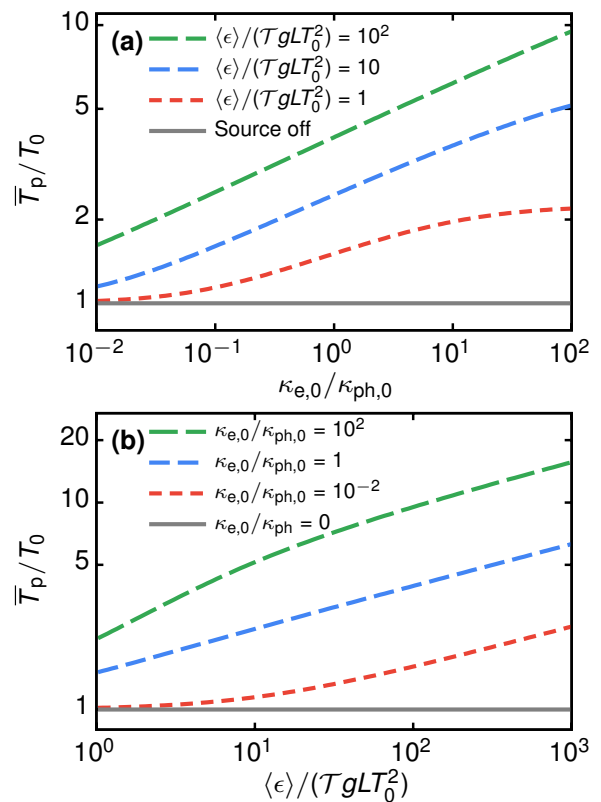 (a)
⟨ϵ⟩/(𝒯gLT₀²) = 10²
⟨ϵ⟩/(𝒯gLT₀²) = 10
⟨ϵ⟩/(𝒯gLT₀²) = 1
Source off
10
5
2
1
T̿ₚ/T₀
10⁻² 10⁻¹ 10⁰ 10¹ 10²
κₑ,₀/κₚₕ,₀
(b)
κₑ,₀/κₚₕ,₀ = 10²
κₑ,₀/κₚₕ,₀ = 1
κₑ,₀/κₚₕ,₀ = 10⁻²
κₑ,₀/κₚₕ = 0
20
10
5
1
T̿ₚ/T₀
10⁰ 10¹ 10² 10³
⟨ϵ⟩/(𝒯gLT₀²)